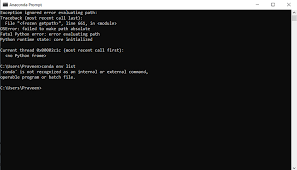 Anaconda Prompt
Exception ignored error evaluating path:
Traceback (most recent call last):
File "<frozen getpath>", line 661, in <module>
OSError: failed to make path absolute
Fatal Python error: error evaluating path
Python runtime state: core initialized
Current thread 0x00002c1c (most recent call first):
<no Python frame>
C:\Users\Praveen>conda env list
'conda' is not recognized as an internal or external command,
operable program or batch file.
C:\Users\Praveen>